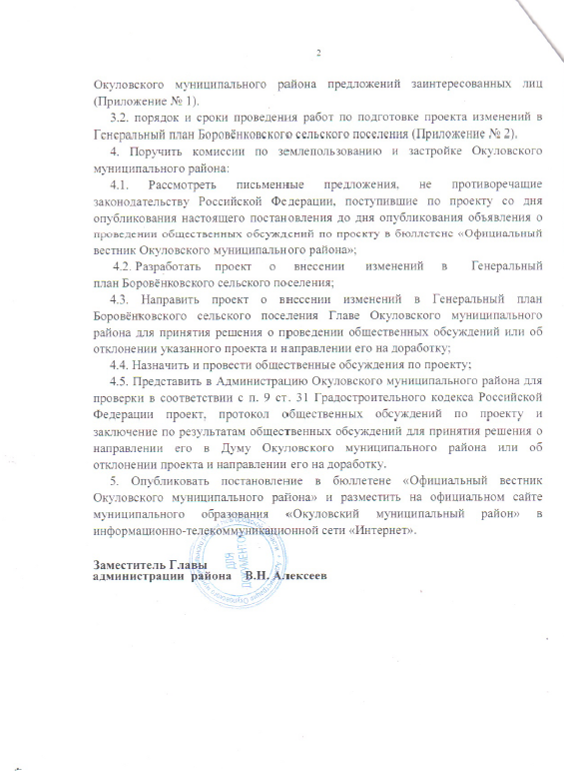 2
Окуловского муниципального района предложений заинтересованных лиц
(Приложение № 1).
3.2. порядок и сроки проведения работ по подготовке проекта изменений в
Генеральный план Боровёнковского сельского поселения (Приложение № 2).
4. Поручить комиссии по землепользованию и застройке Окуловского
муниципального района:
4.1. Рассмотреть письменные предложения, не противоречащие
законодательству Российской Федерации, поступившие по проекту со дня
опубликования настоящего постановления до дня опубликования объявления о
проведении общественных обсуждений по проекту в бюллетене «Официальный
вестник Окуловского муниципального района»;
4.2. Разработать проект о внесении изменений в Генеральный
план Боровёнковского сельского поселения;
4.3. Направить проект о внесении изменений в Генеральный план
Боровёнковского сельского поселения Главе Окуловского муниципального
района для принятия решения о проведении общественных обсуждений или об
отклонении указанного проекта и направлении его на доработку;
4.4. Назначить и провести общественные обсуждения по проекту;
4.5. Представить в Администрацию Окуловского муниципального района для
проверки в соответствии с п. 9 ст. 31 Градостроительного кодекса Российской
Федерации проект, протокол общественных обсуждений по проекту и
заключение по результатам общественных обсуждений для принятия решения о
направлении его в Думу Окуловского муниципального района или об
отклонении проекта и направлении его на доработку.
5. Опубликовать постановление в бюллетене «Официальный вестник
Окуловского муниципального района» и разместить на официальном сайте
муниципального образования «Окуловский муниципальный район» в
информационно-телекоммуникационной сети «Интернет».
Заместитель Главы
администрации района В.Н. Алексеев
ДЛЯ
ДОКУМЕНТОВ